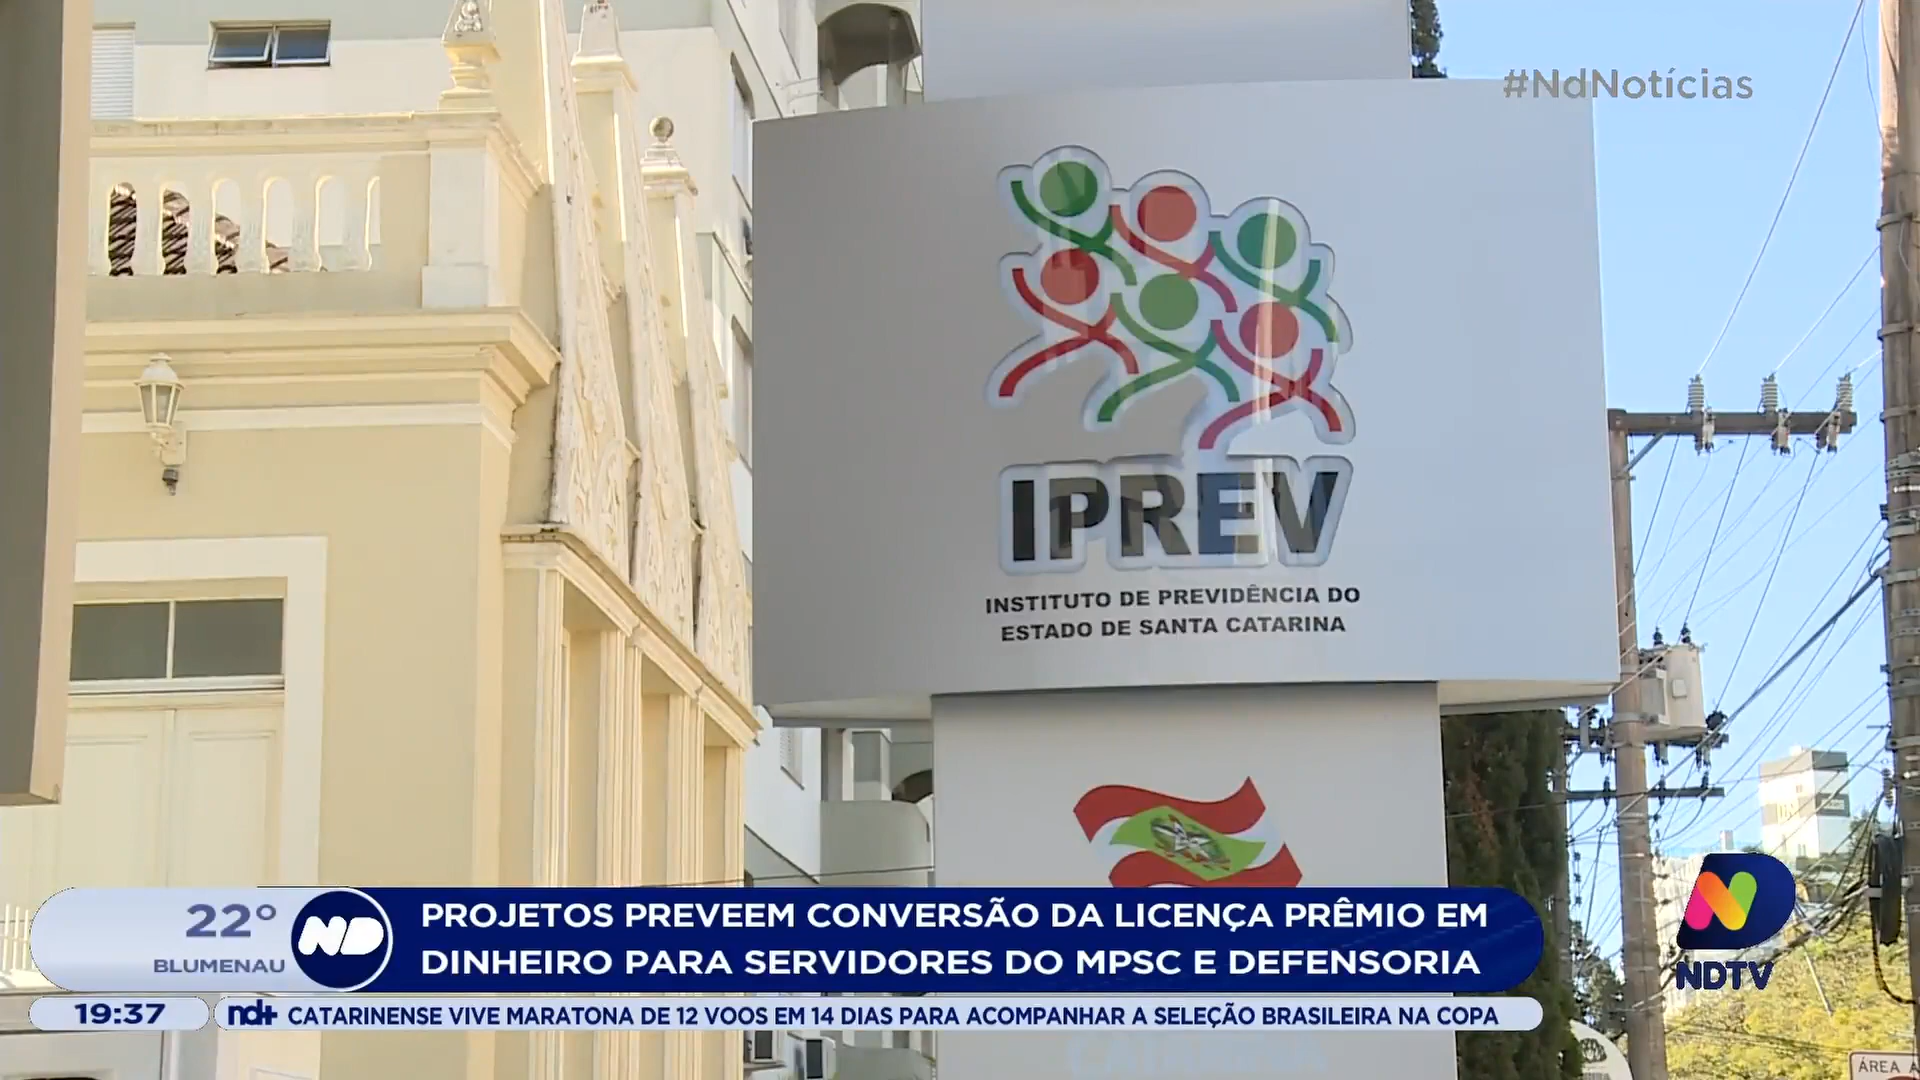 #NdNotícias
IPREV
INSTITUTO DE PREVIDÊNCIA DO
ESTADO DE SANTA CATARINA
22°
BLUMENAU
ND
PROJETOS PREVEEM CONVERSÃO DA LICENÇA PRÊMIO EM
DINHEIRO PARA SERVIDORES DO MPSC E DEFENSORIA
NDTV
19:37
nd+ CATARINENSE VIVE MARATONA DE 12 VOOS EM 14 DIAS PARA ACOMPANHAR A SELEÇÃO BRASILEIRA NA COPA
ÁREA A